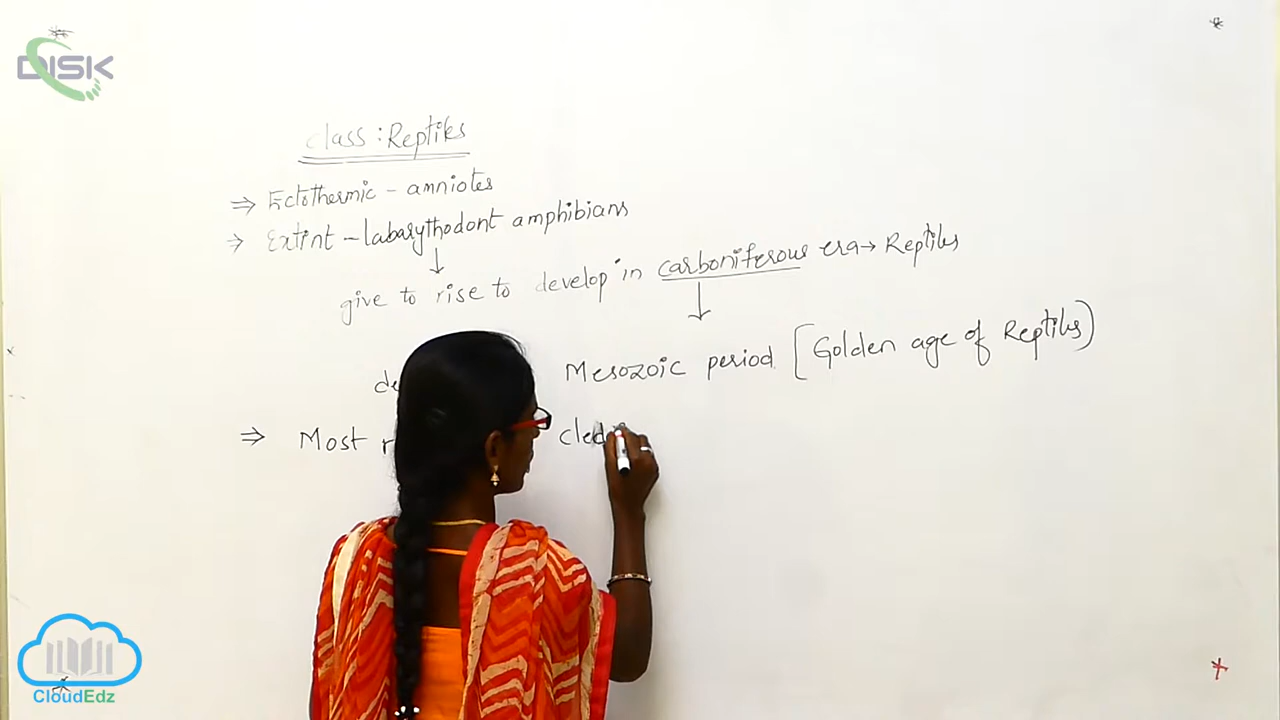 DISK
class : Reptiles
⇒ Ectothermic - amniotes
⇒ Extint - labarythodont amphibians
↓
give to rise to develop in carboniferous era → Reptiles
↓
Mesozoic period [Golden age of Reptiles)
⇒ Most
CloudEdz